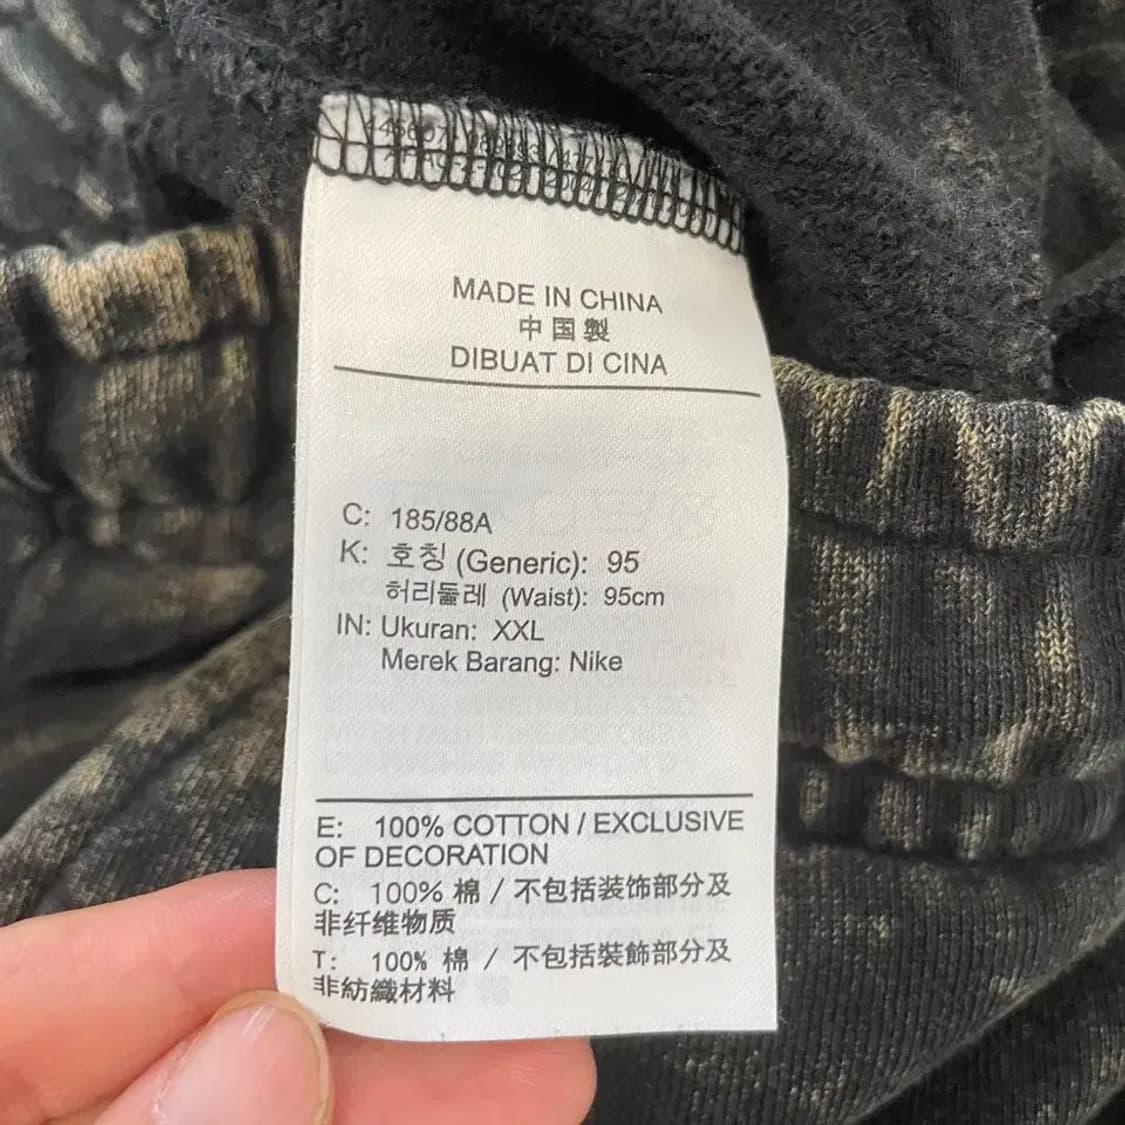 MADE IN CHINA
中国製
DIBUAT DI CINA
C: 185/88A
K: 호칭 (Generic): 95
허리둘레 (Waist): 95cm
IN: Ukuran: XXL
Merek Barang: Nike
E: 100% COTTON / EXCLUSIVE
OF DECORATION
C: 100% 棉 / 不包括装饰部分及
非纤维物质
T: 100% 棉 / 不包括裝飾部分及
非紡織材料